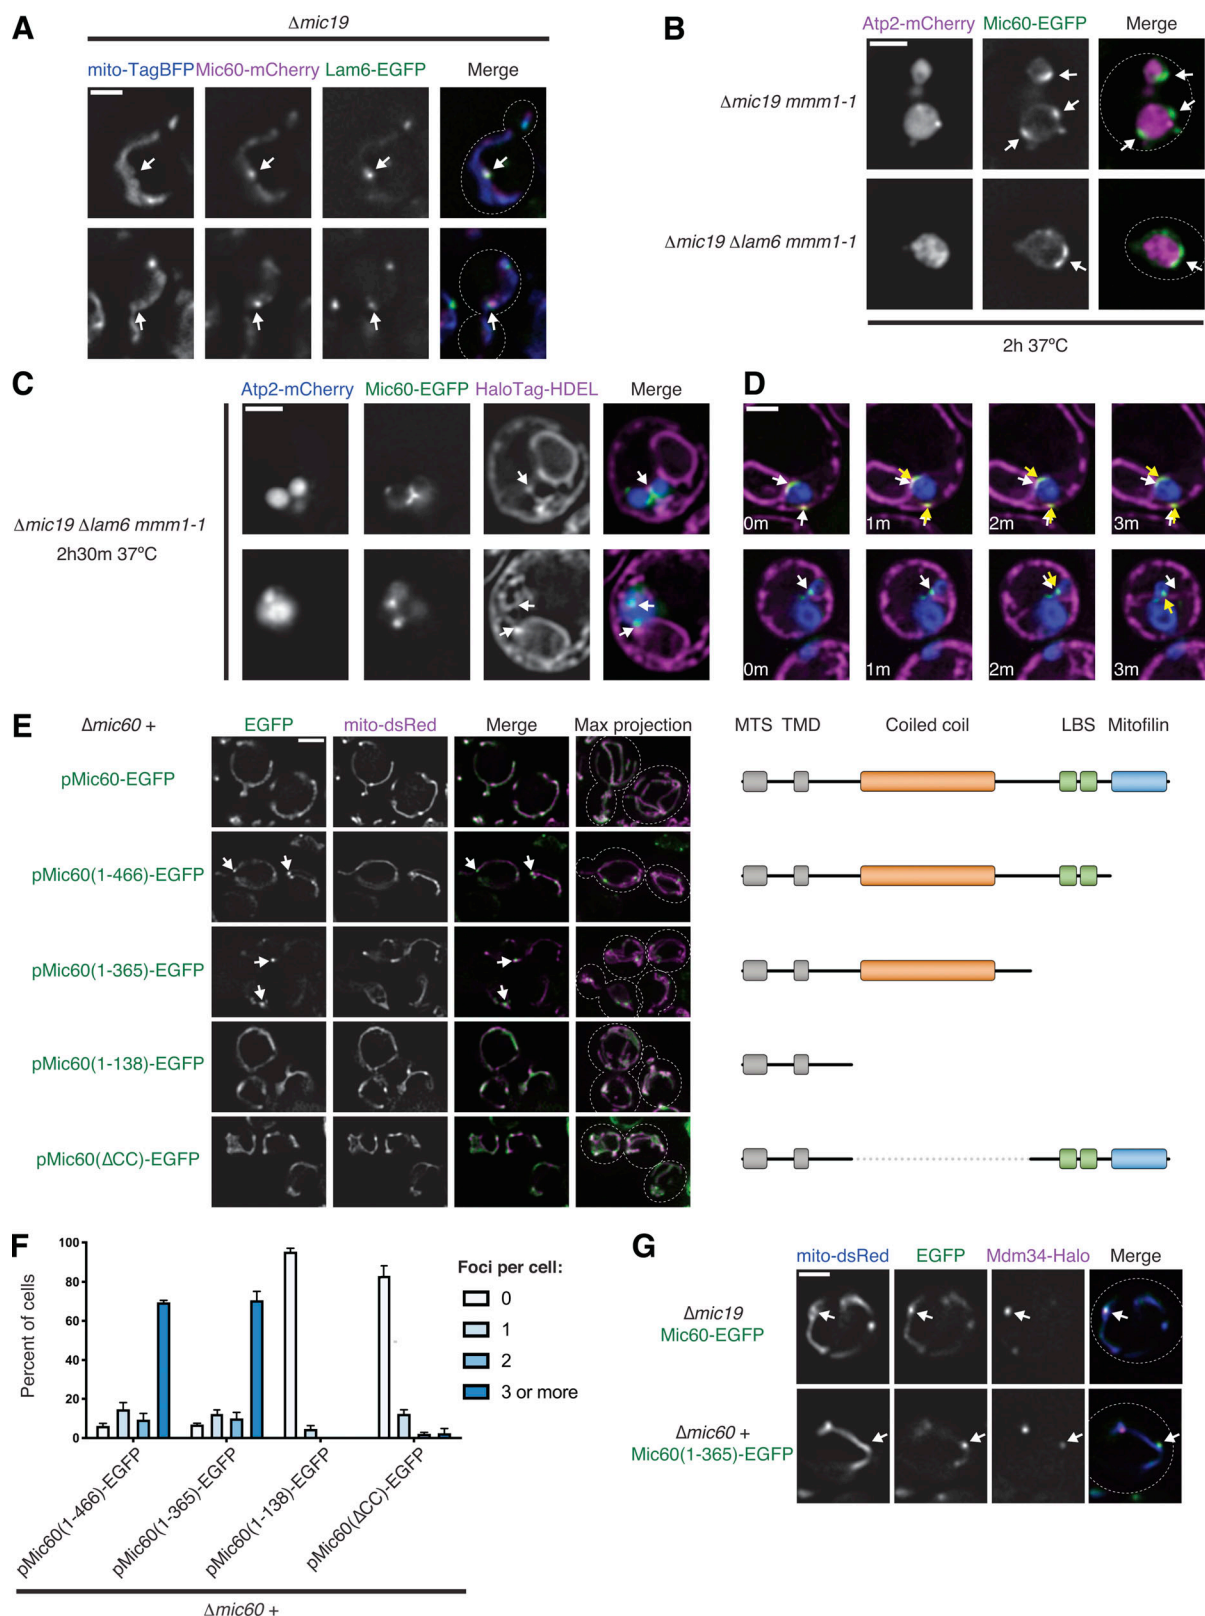 A
Δmic19
mito-TagBFP Mic60-mCherry Lam6-EGFP Merge
B
Atp2-mCherry Mic60-EGFP Merge
Δmic19 mmm1-1
Δmic19 Δlam6 mmm1-1
2h 37ºC
C
Atp2-mCherry Mic60-EGFP HaloTag-HDEL Merge
Δmic19 Δlam6 mmm1-1
2h30m 37ºC
D
0m 1m 2m 3m
0m 1m 2m 3m
E
Δmic60 + EGFP mito-dsRed Merge Max projection
MTS TMD Coiled coil LBS Mitofilin
pMic60-EGFP
pMic60(1-466)-EGFP
pMic60(1-365)-EGFP
pMic60(1-138)-EGFP
pMic60(ΔCC)-EGFP
F
Percent of cells
100
80
60
40
20
0
Foci per cell:
0
1
2
3 or more
pMic60(1-466)-EGFP
pMic60(1-365)-EGFP
pMic60(1-138)-EGFP
pMic60(ΔCC)-EGFP
Δmic60 +
G
mito-dsRed EGFP Mdm34-Halo Merge
Δmic19
Mic60-EGFP
Δmic60 +
Mic60(1-365)-EGFP